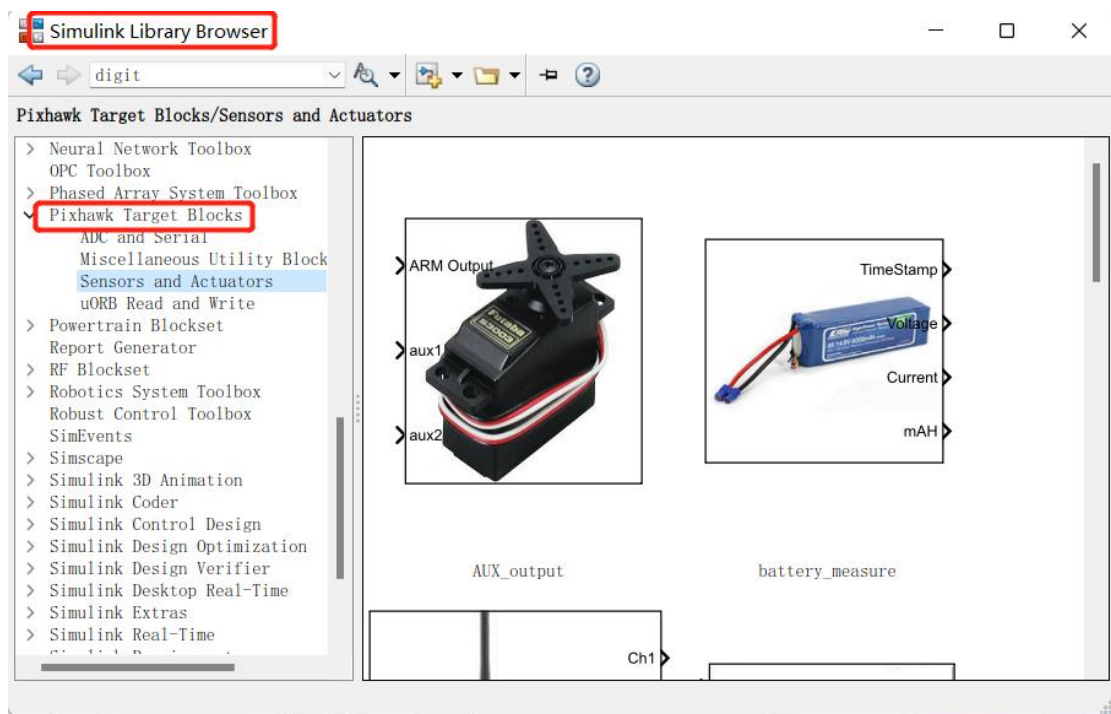 Simulink Library Browser
digit
Pixhawk Target Blocks/Sensors and Actuators
Neural Network Toolbox
OPC Toolbox
Phased Array System Toolbox
Pixhawk Target Blocks
ADC and Serial
Miscellaneous Utility Block
Sensors and Actuators
uORB Read and Write
Powertrain Blockset
Report Generator
RF Blockset
Robotics System Toolbox
Robust Control Toolbox
SimEvents
Simscape
Simulink 3D Animation
Simulink Coder
Simulink Control Design
Simulink Design Optimization
Simulink Design Verifier
Simulink Desktop Real-Time
Simulink Extras
Simulink Real-Time
ARM Output
aux1
aux2
Futaba
S3003
AUX_output
TimeStamp
Voltage
Current
mAH
battery_measure
Ch1